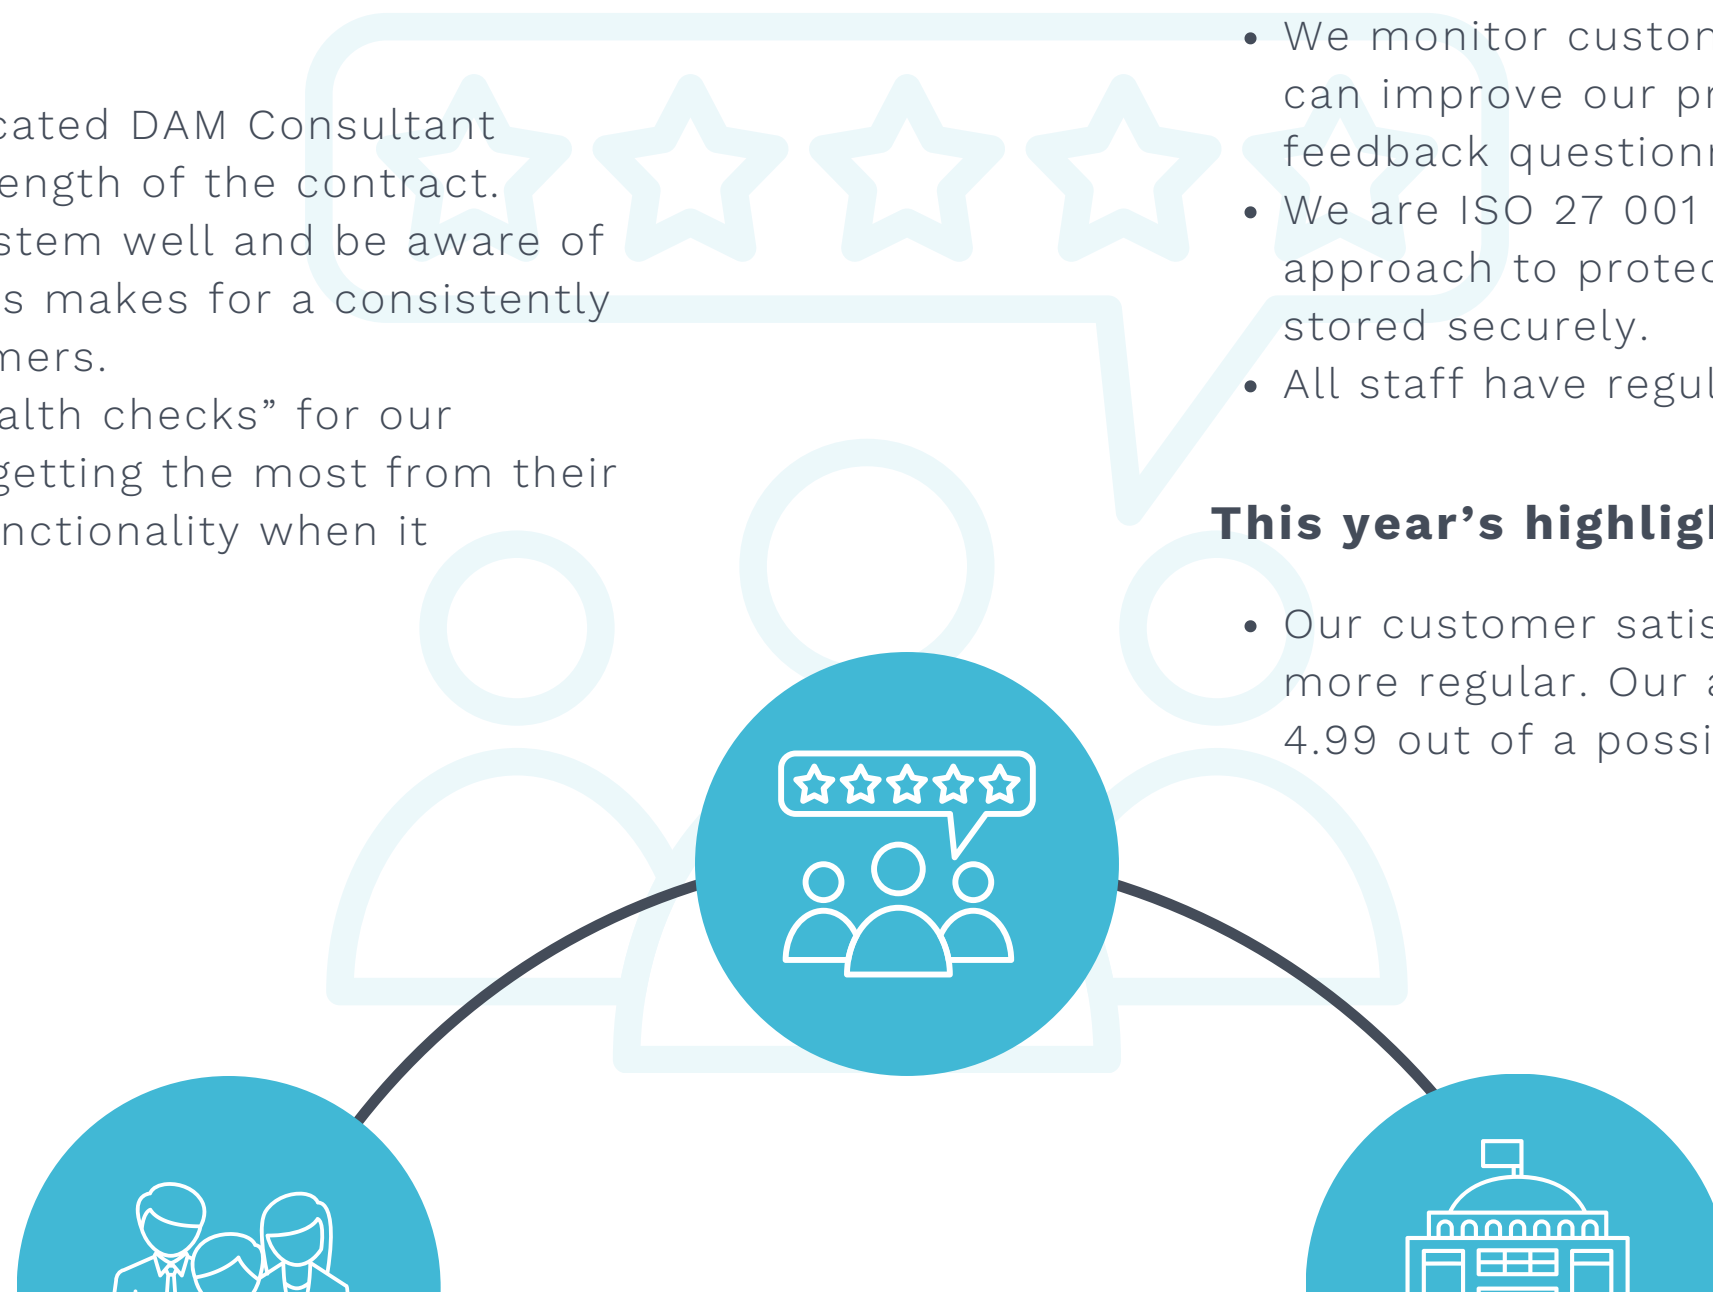 cated DAM Consultant
ength of the contract.
stem well and be aware of
s makes for a consistently
mers.
alth checks” for our
getting the most from their
nctionality when it
• We monitor custom
can improve our pr
feedback questionn
• We are ISO 27 001
approach to protec
stored securely.
• All staff have regul
This year’s highligh
• Our customer satis
more regular. Our a
4.99 out of a possi